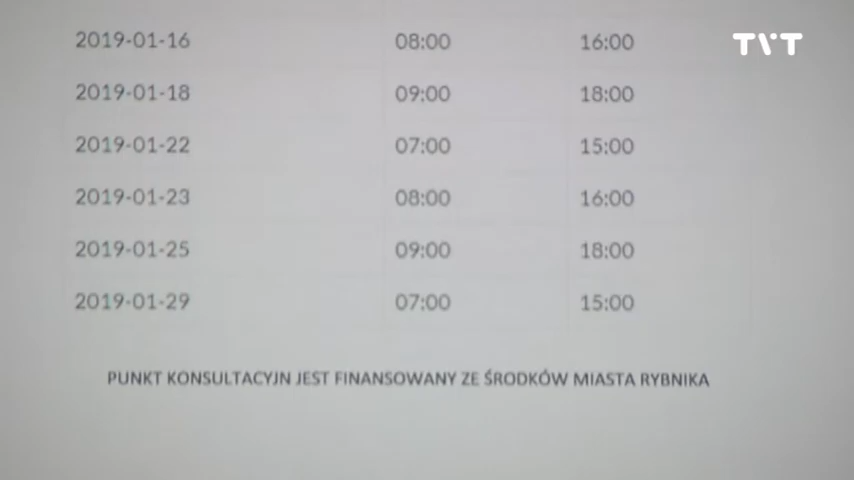 TVT
2019-01-16 08:00 16:00
2019-01-18 09:00 18:00
2019-01-22 07:00 15:00
2019-01-23 08:00 16:00
2019-01-25 09:00 18:00
2019-01-29 07:00 15:00
PUNKT KONSULTACYJN JEST FINANSOWANY ZE ŚRODKÓW MIASTA RYBNIKA